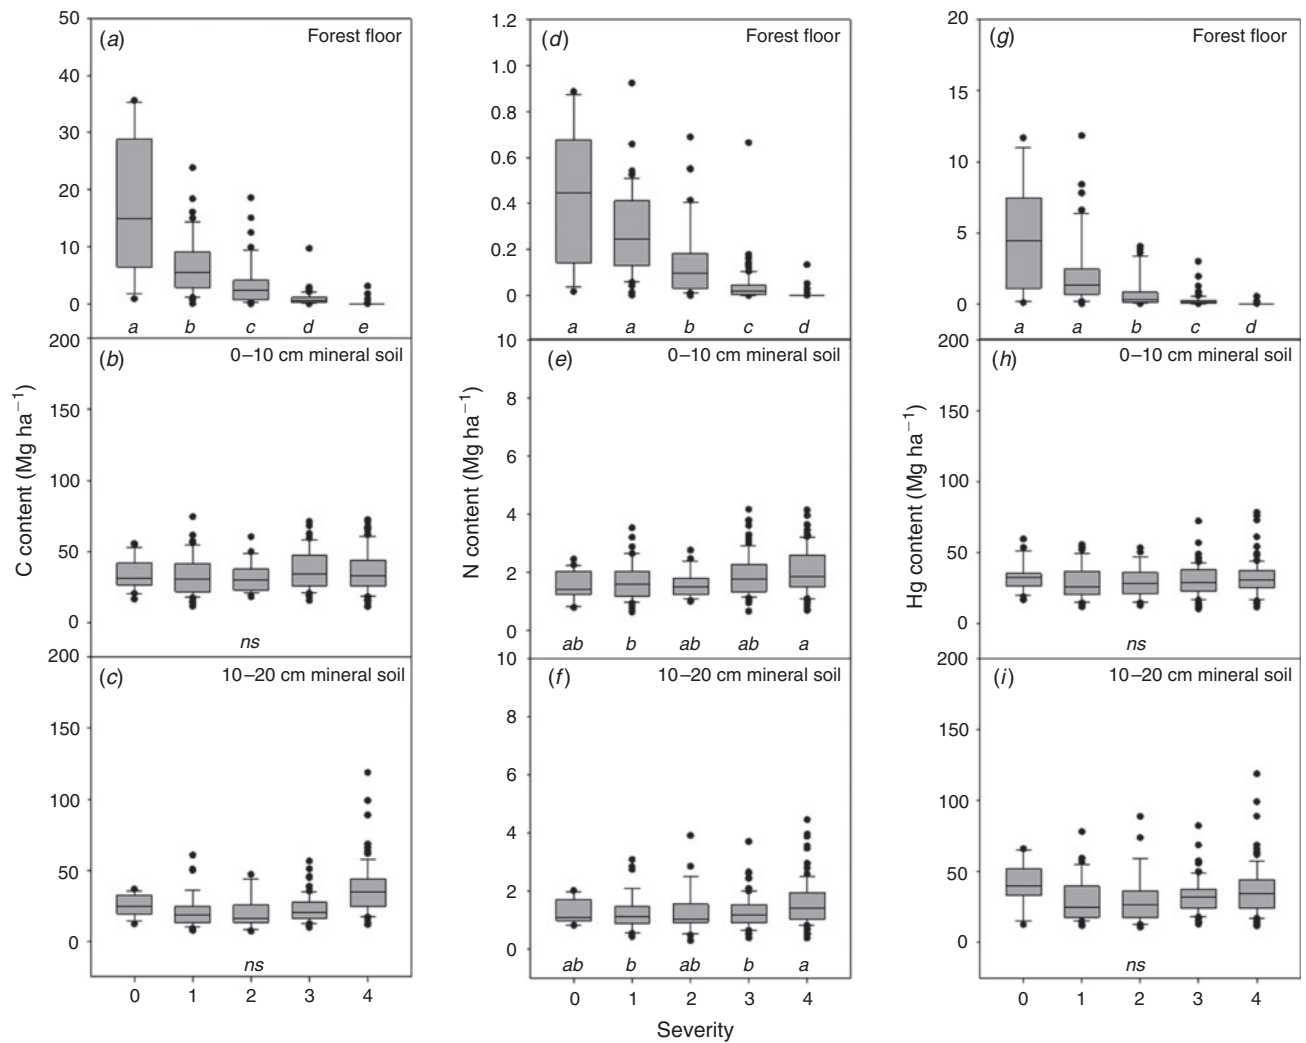 (a) Forest floor
50
40
30
20
10
0
a b c d e
(b) 0–10 cm mineral soil
200
150
100
50
0
ns
(c) 10–20 cm mineral soil
200
150
100
50
0
ns
0 1 2 3 4
C content (Mg ha−1)
(d) Forest floor
1.2
1.0
0.8
0.6
0.4
0.2
0
a a b c d
(e) 0–10 cm mineral soil
10
8
6
4
2
0
ab b ab ab a
(f) 10–20 cm mineral soil
10
8
6
4
2
0
ab b ab b a
0 1 2 3 4
N content (Mg ha−1)
Severity
(g) Forest floor
20
15
10
5
0
a a b c d
(h) 0–10 cm mineral soil
200
150
100
50
0
ns
(i) 10–20 cm mineral soil
200
150
100
50
0
ns
0 1 2 3 4
Hg content (Mg ha−1)